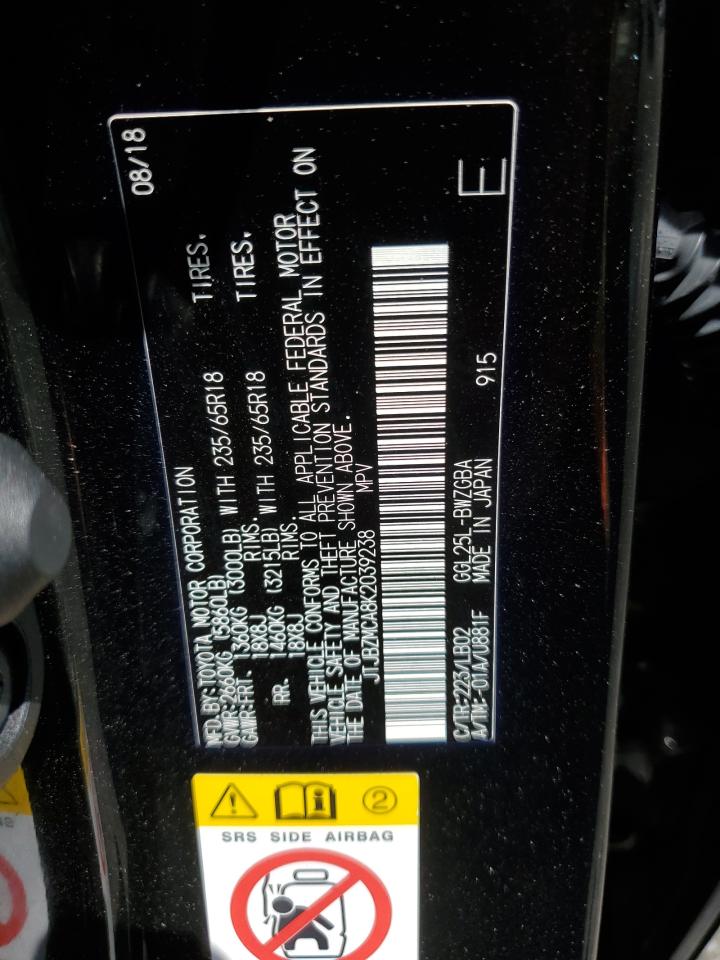 MFD. BY: TOYOTA MOTOR CORPORATION 08/18
GVWR: 2660KG (5860LB)
GAWR: FRT. 1360KG (3000LB) WITH 235/65R18 TIRES.
18X8J RIMS.
RR. 1460KG (3215LB) WITH 235/65R18 TIRES.
18X8J RIMS.
THIS VEHICLE CONFORMS TO ALL APPLICABLE FEDERAL MOTOR
VEHICLE SAFETY AND THEFT PREVENTION STANDARDS IN EFFECT ON
THE DATE OF MANUFACTURE SHOWN ABOVE.
JTJBZMCA8K2039238 MPV
C/TR: 223/LB02 GGL25L-BWZGBA
A/TM: -01A/U881F MADE IN JAPAN 915 E
2
SRS SIDE AIRBAG